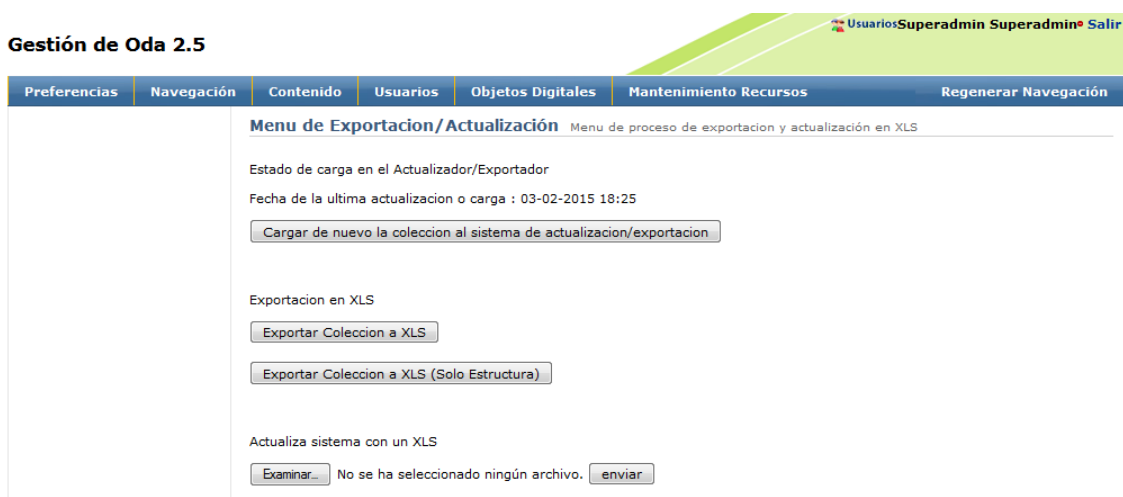 UsuariosSuperadmin Superadmin Salir
Gestión de Oda 2.5
Preferencias Navegación Contenido Usuarios Objetos Digitales Mantenimiento Recursos Regenerar Navegación
Menu de Exportacion/Actualización Menu de proceso de exportacion y actualización en XLS
Estado de carga en el Actualizador/Exportador
Fecha de la ultima actualizacion o carga : 03-02-2015 18:25
Cargar de nuevo la coleccion al sistema de actualizacion/exportacion
Exportacion en XLS
Exportar Coleccion a XLS
Exportar Coleccion a XLS (Solo Estructura)
Actualiza sistema con un XLS
Examinar... No se ha seleccionado ningún archivo. enviar